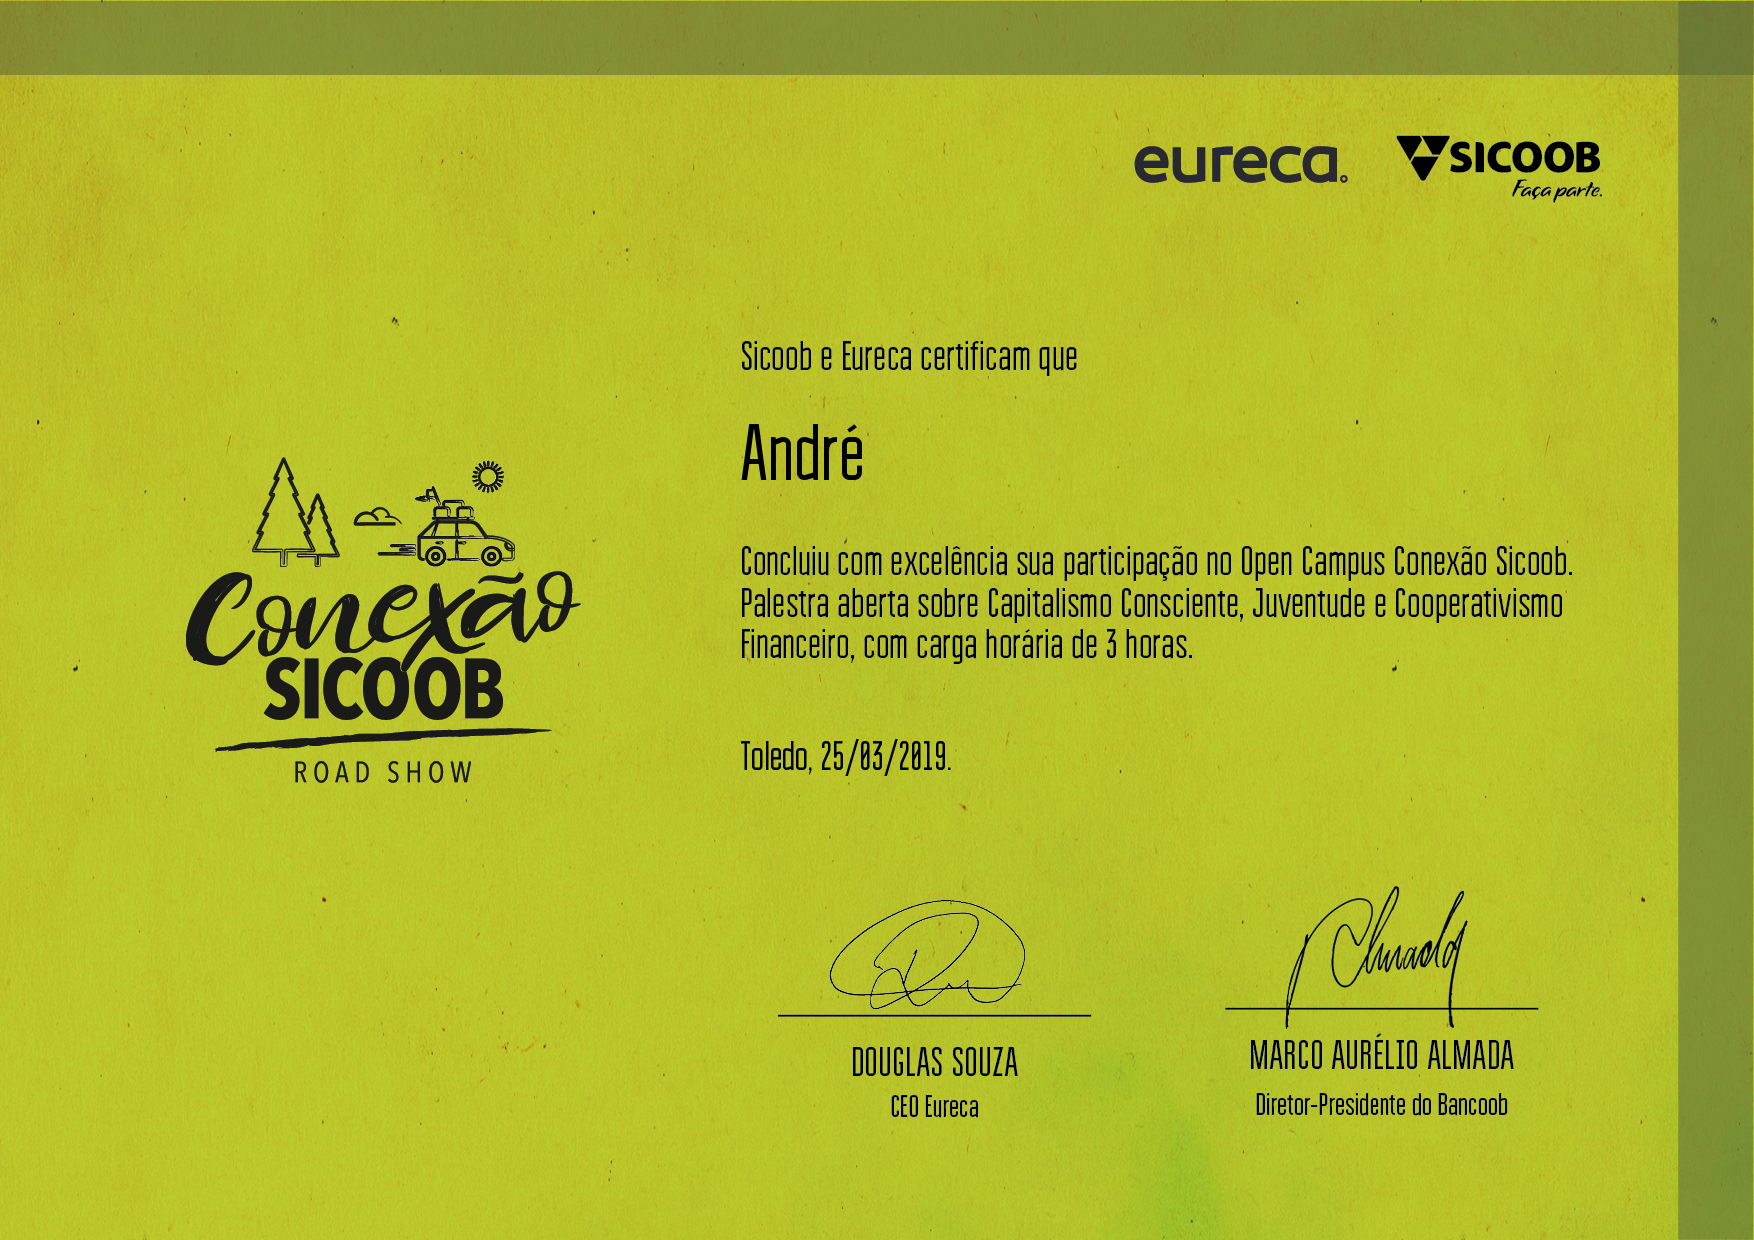 eureca.
SICOOB
Faça parte.
Sicoob e Eureca certificam que
André
Concluiu com excelência sua participação no Open Campus Conexão Sicoob.
Palestra aberta sobre Capitalismo Consciente, Juventude e Cooperativismo
Financeiro, com carga horária de 3 horas.
Toledo, 25/03/2019.
Conexão
SICOOB
ROAD SHOW
DOUGLAS SOUZA
CEO Eureca
Almada
MARCO AURÉLIO ALMADA
Diretor-Presidente do Bancoob